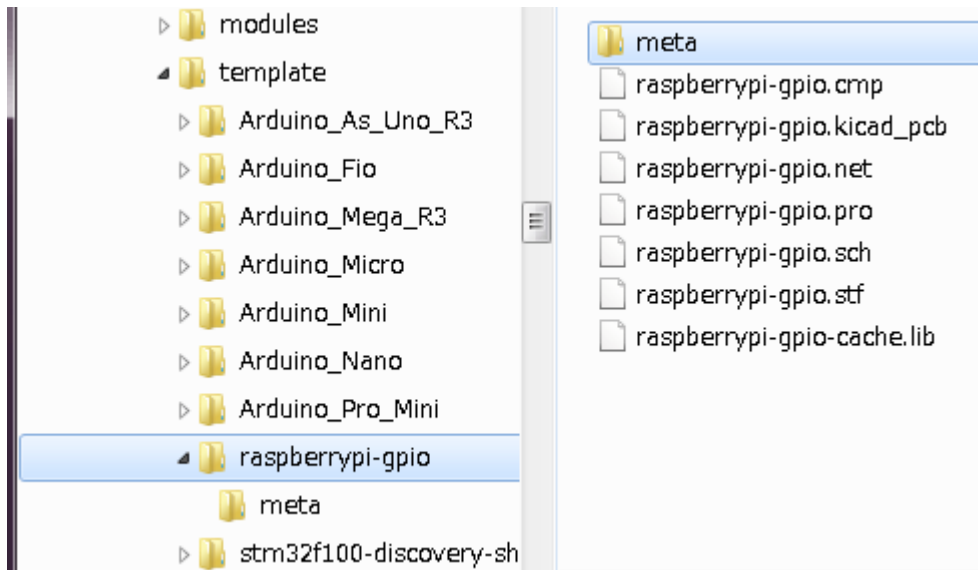 modules
template
Arduino_As_Uno_R3
Arduino_Fio
Arduino_Mega_R3
Arduino_Micro
Arduino_Mini
Arduino_Nano
Arduino_Pro_Mini
raspberrypi-gpio
meta
stm32f100-discovery-sh
meta
raspberrypi-gpio.cmp
raspberrypi-gpio.kicad_pcb
raspberrypi-gpio.net
raspberrypi-gpio.pro
raspberrypi-gpio.sch
raspberrypi-gpio.stf
raspberrypi-gpio-cache.lib